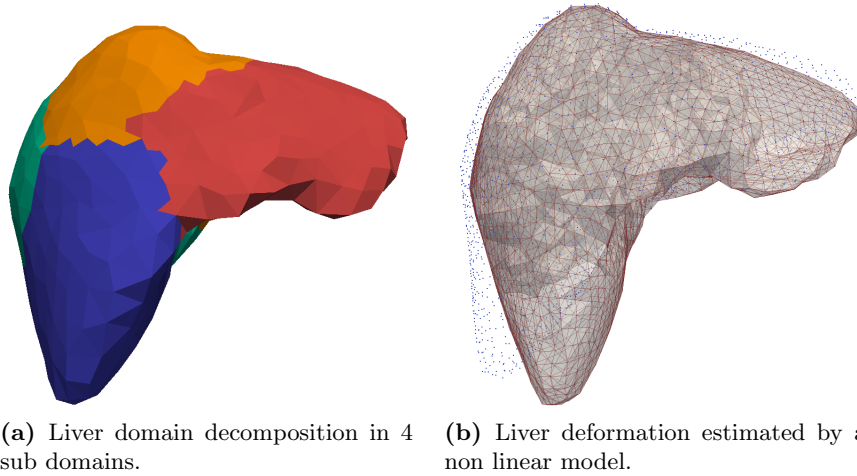 (a) Liver domain decomposition in 4
sub domains.
(b) Liver deformation estimated by a
non linear model.